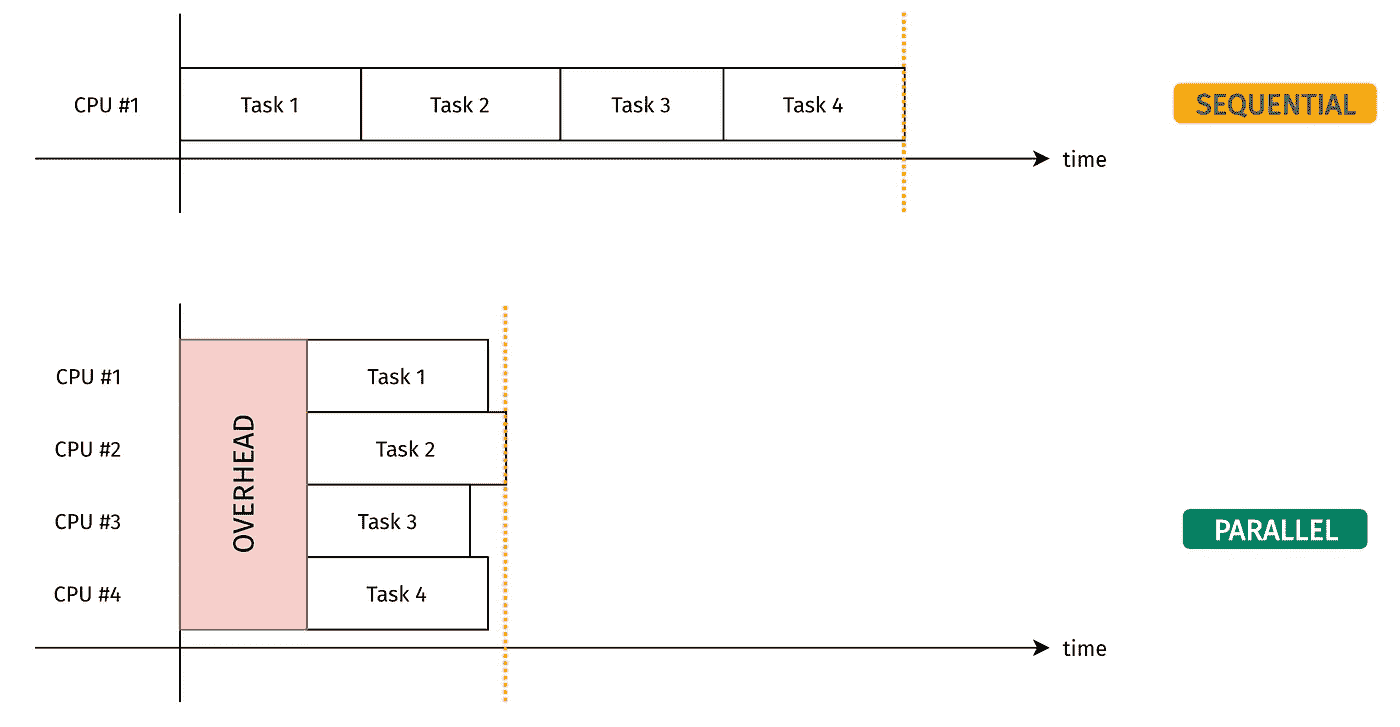 CPU #1 Task 1 Task 2 Task 3 Task 4 SEQUENTIAL
time
CPU #1 Task 1
CPU #2 Task 2
OVERHEAD
CPU #3 Task 3
PARALLEL
CPU #4 Task 4
time